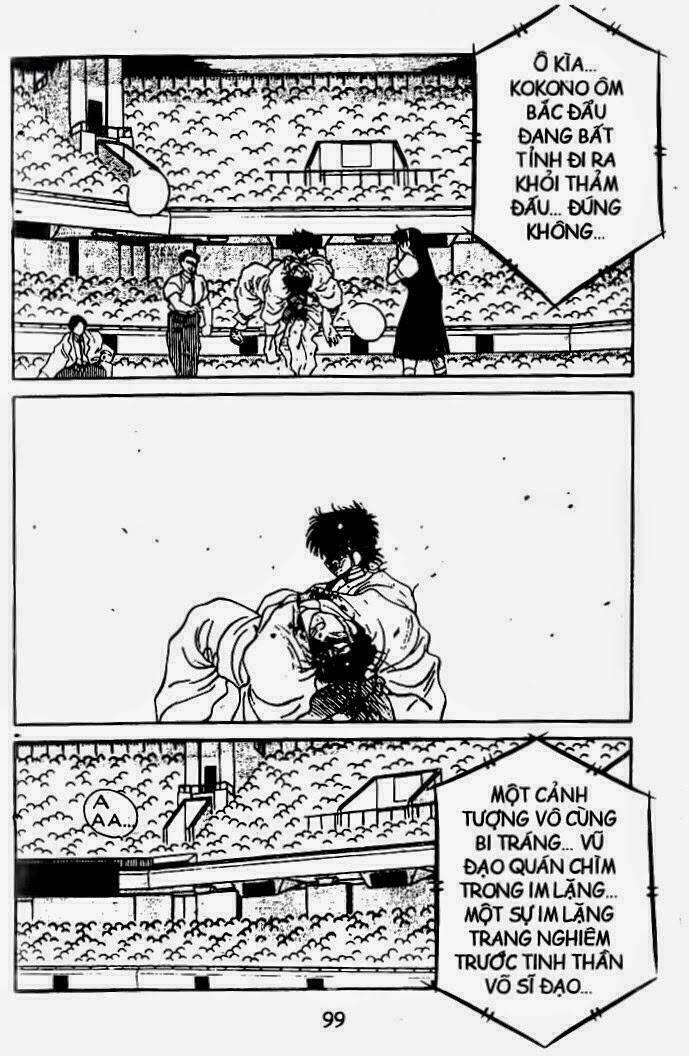 Ô KÌA...
KOKONO ÔM
BẮC ĐẨU
ĐANG BẤT
TỈNH ĐI RA
KHỎI THẢM
ĐẤU... ĐÚNG
KHÔNG...
A
AA...
MỘT CẢNH
TƯỢNG VÔ CÙNG
BI TRÁNG... VŨ
ĐẠO QUÁN CHÌM
TRONG IM LẶNG...
MỘT SỰ IM LẶNG
TRANG NGHIÊM
TRƯỚC TINH THẦN
VÕ SĨ ĐẠO...
99